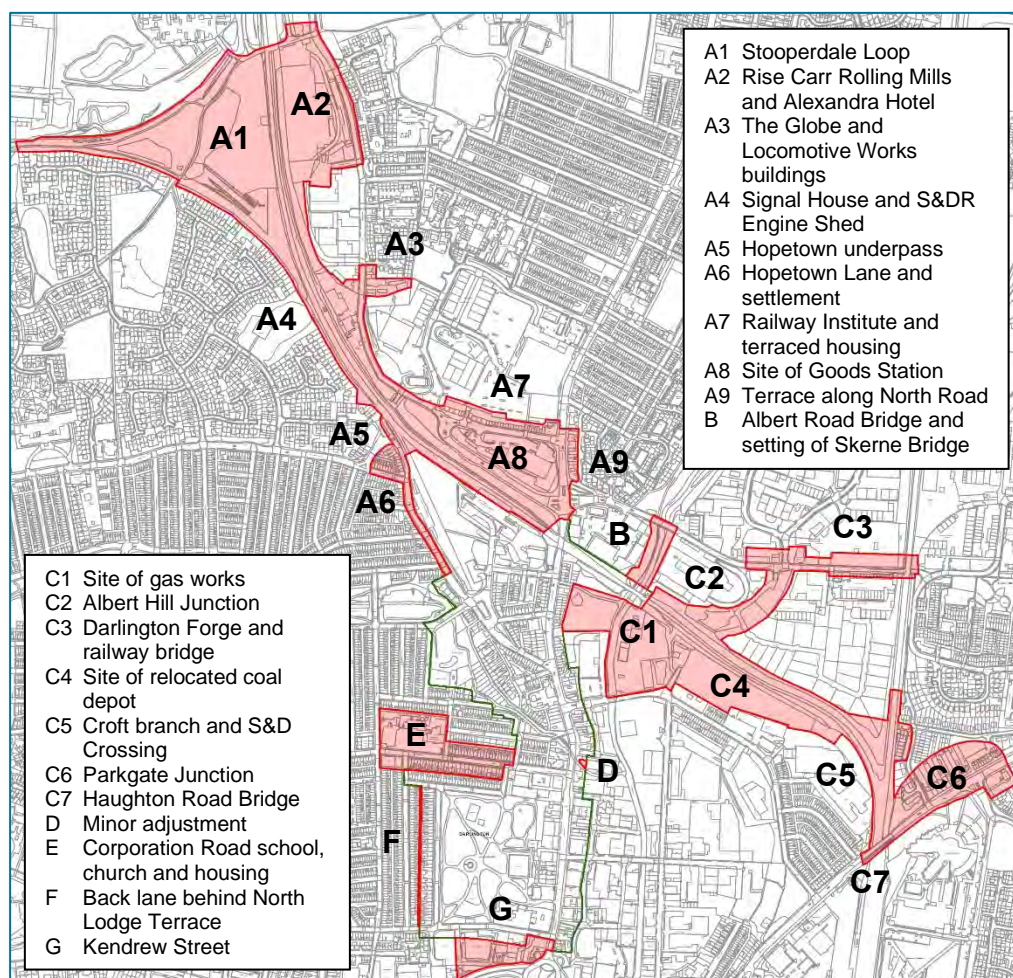 A1 Stooperdale Loop
A2 Rise Carr Rolling Mills
and Alexandra Hotel
A3 The Globe and
Locomotive Works
buildings
A4 Signal House and S&DR
Engine Shed
A5 Hopetown underpass
A6 Hopetown Lane and
settlement
A7 Railway Institute and
terraced housing
A8 Site of Goods Station
A9 Terrace along North Road
B Albert Road Bridge and
setting of Skerne Bridge
A2
A1
A3
A4
A7
A5
A8
A9
A6
B
C3
C2
C1
C4
E
D
C5
C6
F
C7
G
DARLINGTON
C1 Site of gas works
C2 Albert Hill Junction
C3 Darlington Forge and
railway bridge
C4 Site of relocated coal
depot
C5 Croft branch and S&D
Crossing
C6 Parkgate Junction
C7 Haughton Road Bridge
D Minor adjustment
E Corporation Road school,
church and housing
F Back lane behind North
Lodge Terrace
G Kendrew Street